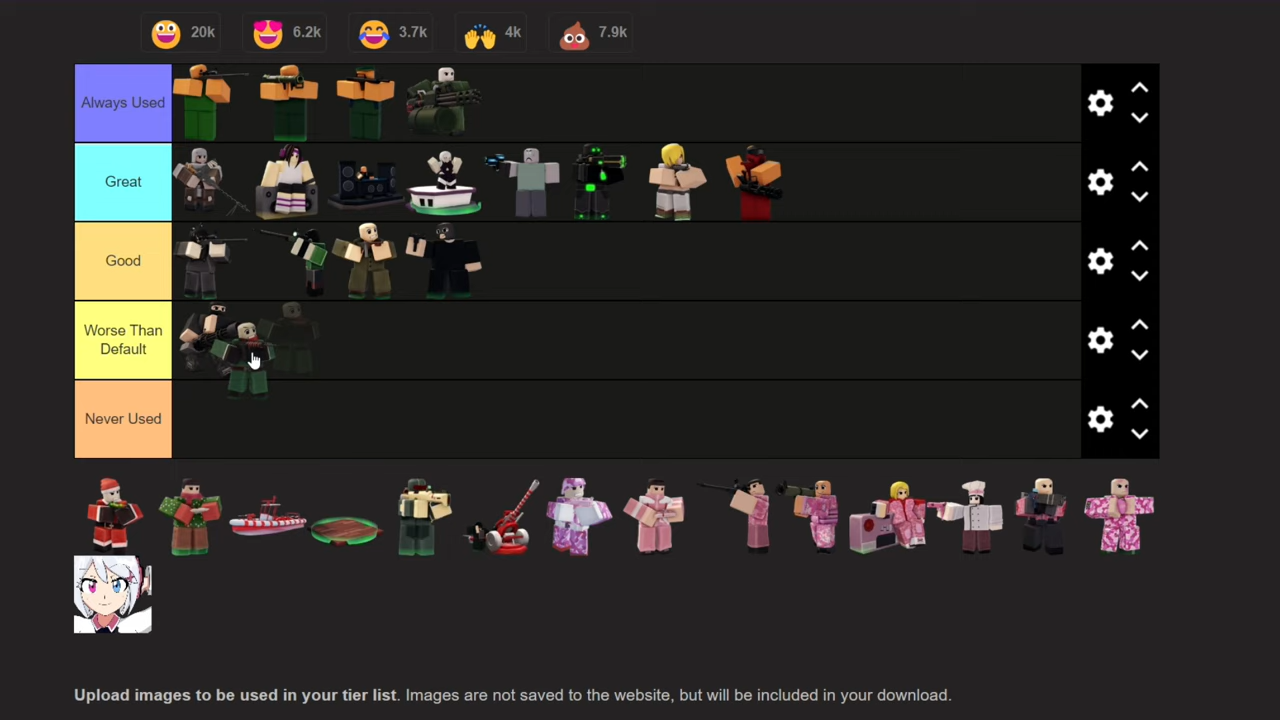 20k 6.2k 3.7k 4k 7.9k
Always Used
Great
Good
Worse Than
Default
Never Used
Upload images to be used in your tier list. Images are not saved to the website, but will be included in your download.